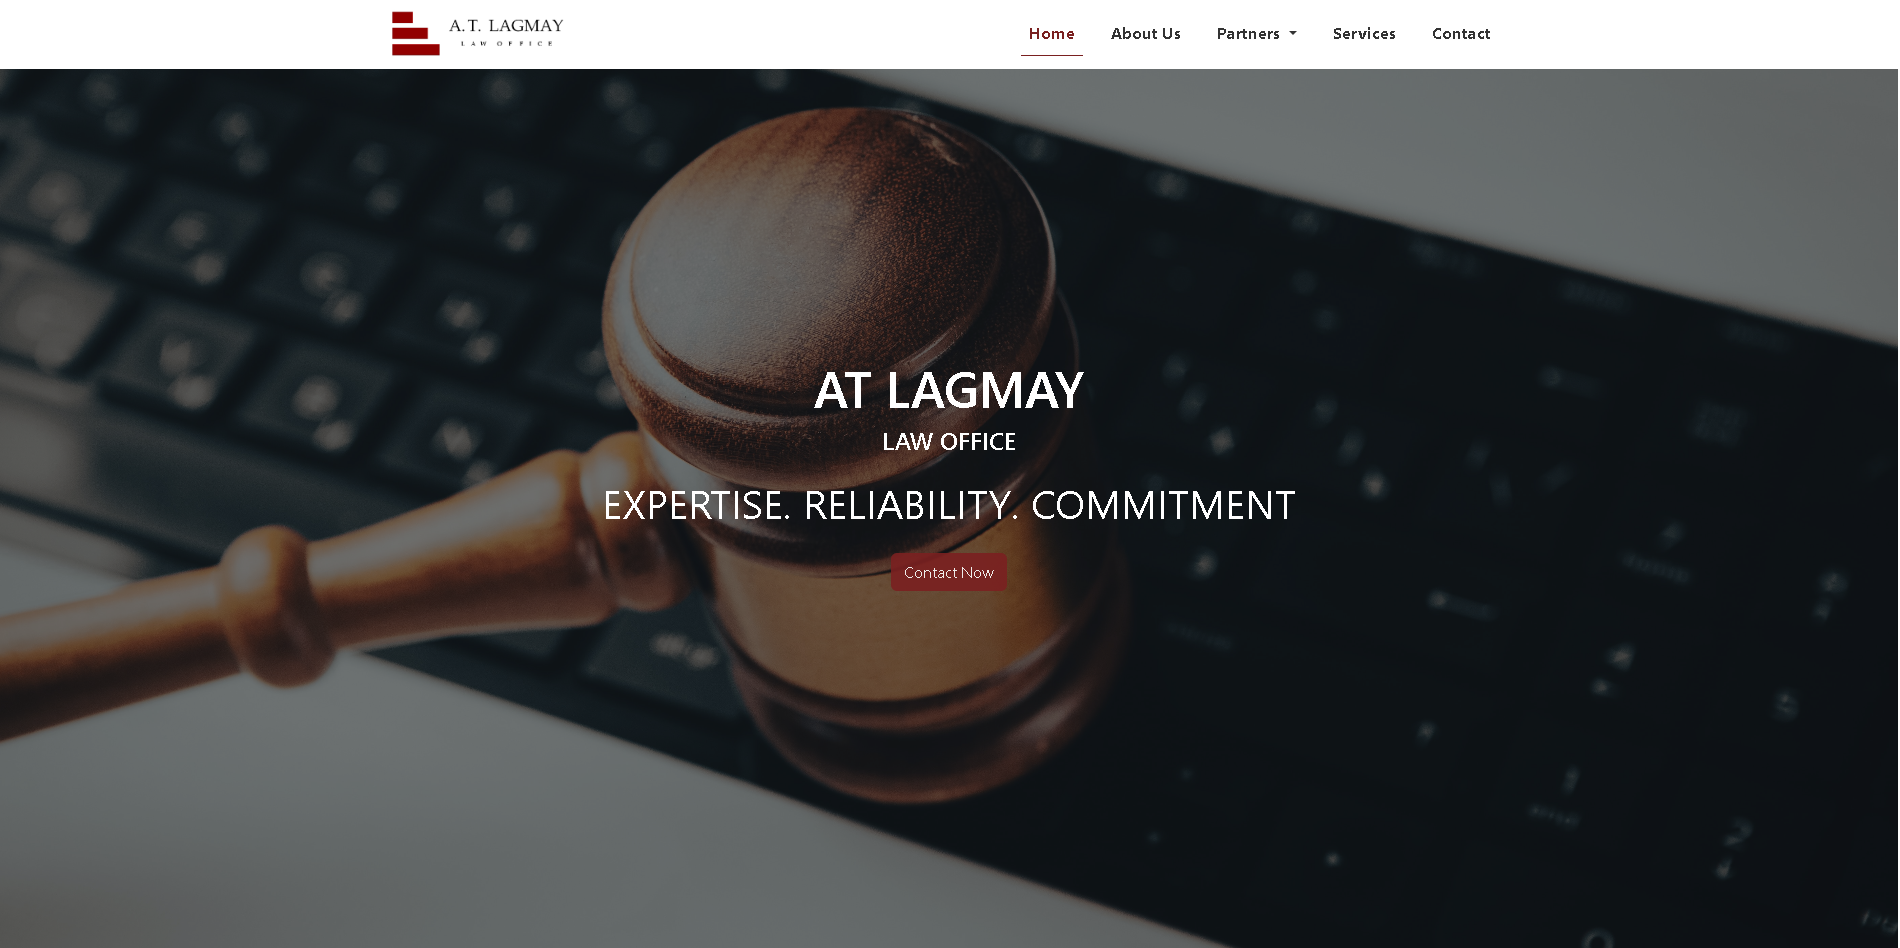 A.T. LAGMAY
LAW OFFICE
Home About Us Partners Services Contact
AT LAGMAY
LAW OFFICE
EXPERTISE. RELIABILITY. COMMITMENT
Contact Now